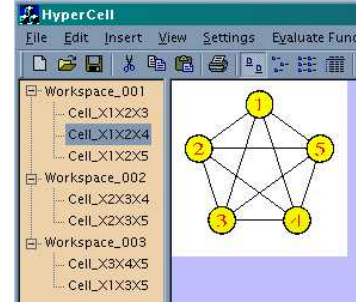 HyperCell
File Edit Insert View Settings Evaluate Func
Workspace_001
Cell_X1X2X3
Cell_X1X2X4
Cell_X1X2X5
Workspace_002
Cell_X2X3X4
Cell_X2X3X5
Workspace_003
Cell_X3X4X5
Cell_X1X3X5
1
2
5
3
4